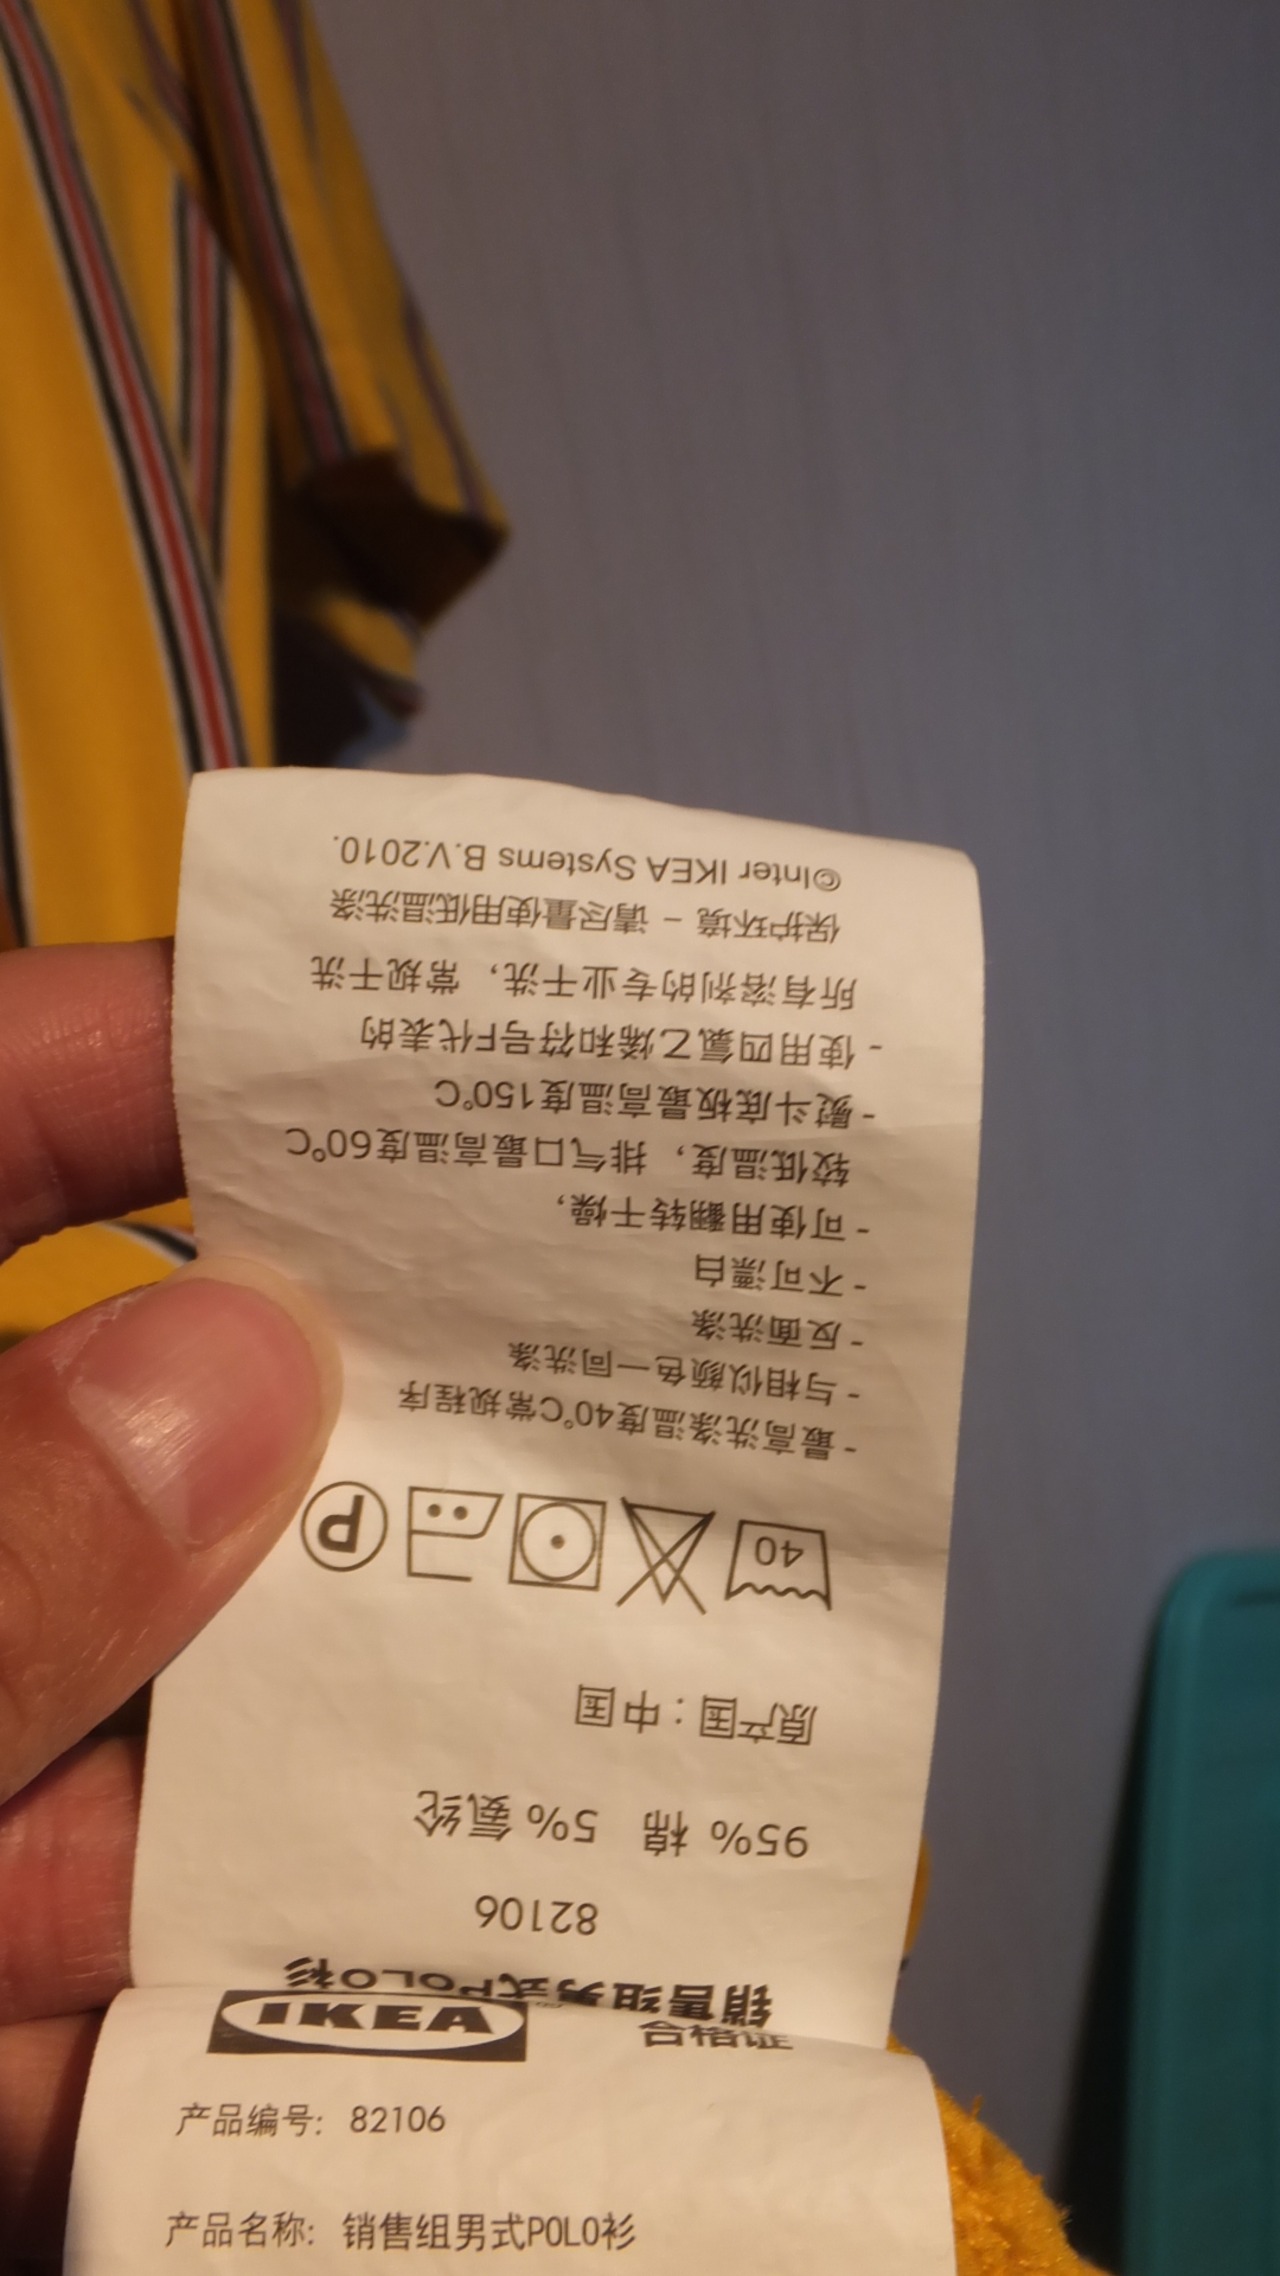 销售组男式POLO衫
82106
95% 棉 5% 氨纶
原产国：中国
40
P
- 最高洗涤温度40°C常规程序
- 与相似颜色一同洗涤
- 反面洗涤
- 不可漂白
- 可使用翻转干燥，
较低温度，排气口最高温度60°C
- 熨斗底板最高温度150°C
- 使用四氯乙烯和符号F代表的
所有溶剂的专业干洗，常规干洗
保护环境 – 请尽量使用低温洗涤
©Inter IKEA Systems B.V.2010.
IKEA® 合格证
产品编号: 82106
产品名称: 销售组男式POLO衫